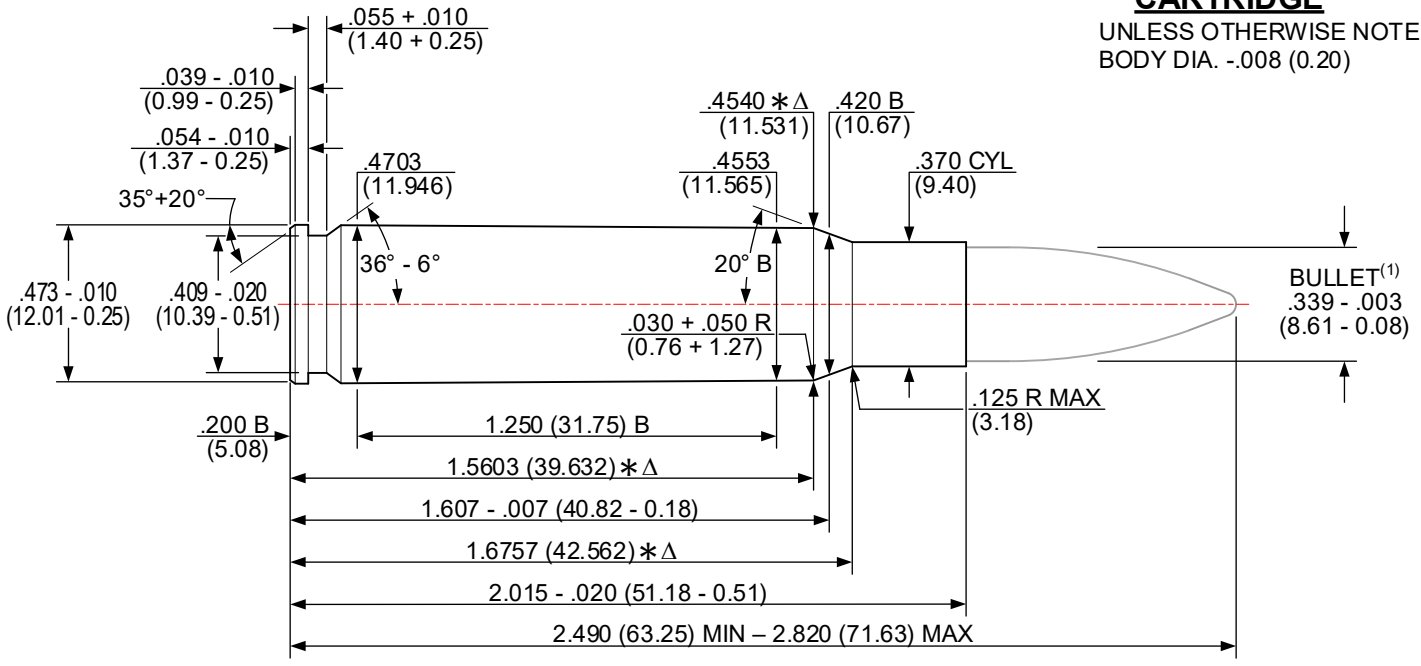 CARTRIDGE
UNLESS OTHERWISE NOTE
BODY DIA. -.008 (0.20)
.055 + .010
(1.40 + 0.25)
.039 - .010
(0.99 - 0.25)
.054 - .010
(1.37 - 0.25)
35°+20°
.4703
(11.946)
.4540 ∗ Δ
(11.531)
.420 B
(10.67)
.4553
(11.565)
.370 CYL
(9.40)
36° - 6°
20° B
.473 - .010
(12.01 - 0.25)
.409 - .020
(10.39 - 0.51)
BULLET(1)
.339 - .003
(8.61 - 0.08)
.030 + .050 R
(0.76 + 1.27)
.125 R MAX
(3.18)
.200 B
(5.08)
1.250 (31.75) B
1.5603 (39.632) ∗ Δ
1.607 - .007 (40.82 - 0.18)
1.6757 (42.562) ∗ Δ
2.015 - .020 (51.18 - 0.51)
2.490 (63.25) MIN – 2.820 (71.63) MAX